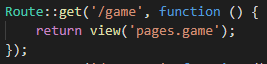 Route::get('/game', function () {
    return view('pages.game');
});